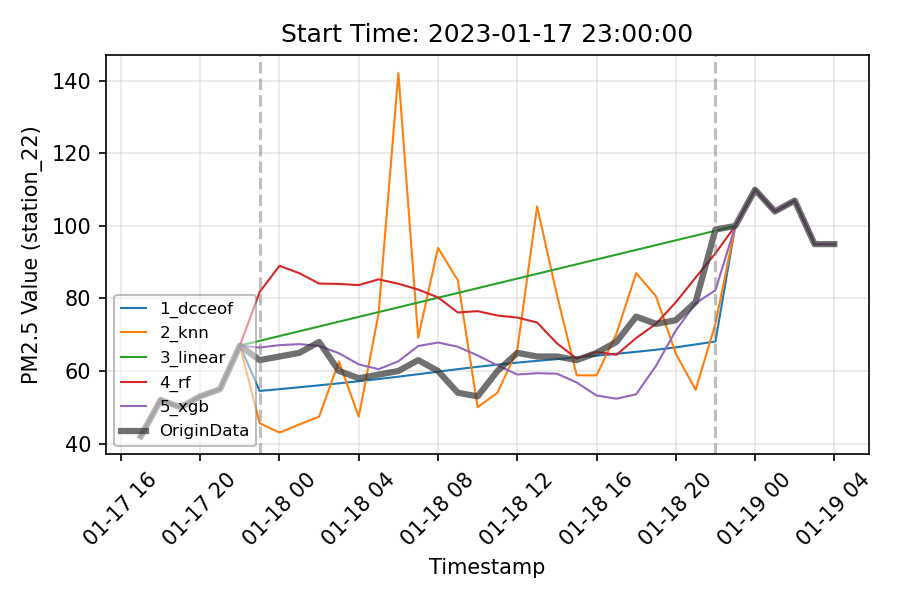 Start Time: 2023-01-17 23:00:00
PM2.5 Value (station_22)
140
120
100
80
60
40
1_dcceof
2_knn
3_linear
4_rf
5_xgb
OriginData
01-17 16
01-17 20
01-18 00
01-18 04
01-18 08
01-18 12
01-18 16
01-18 20
01-19 00
01-19 04
Timestamp